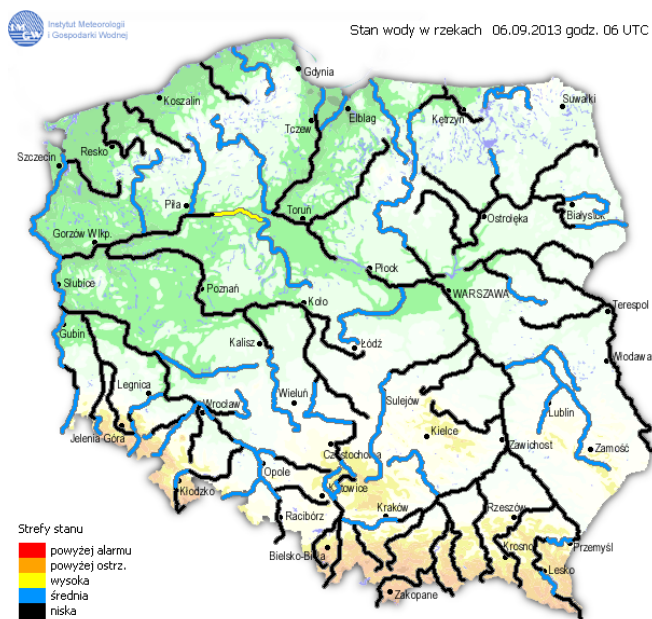 Instytut Meteorologii
i Gospodarki Wodnej
Stan wody w rzekach 06.09.2013 godz. 06 UTC
Gdynia
Koszalin
Suwałki
Elbląg
Kętrzyn
Tczew
Resko
Szczecin
Piła
Toruń
Białystok
Ostrołęka
Gorzów Wlkp.
Płock
Słubice
Poznań
WARSZAWA
Koło
Terespol
Gubin
Kalisz
Łódź
Włodawa
Legnica
Wieluń
Sulejów
Wrocław
Lublin
Jelenia Góra
Kielce
Zawichost
Zamość
Częstochowa
Opole
Kłodzko
Katowice
Racibórz
Kraków
Rzeszów
Strefy stanu
Bielsko-Biała
Krosno
Przemyśl
Lesko
Zakopane
powyżej alarmu
powyżej ostrz.
wysoka
średnia
niska